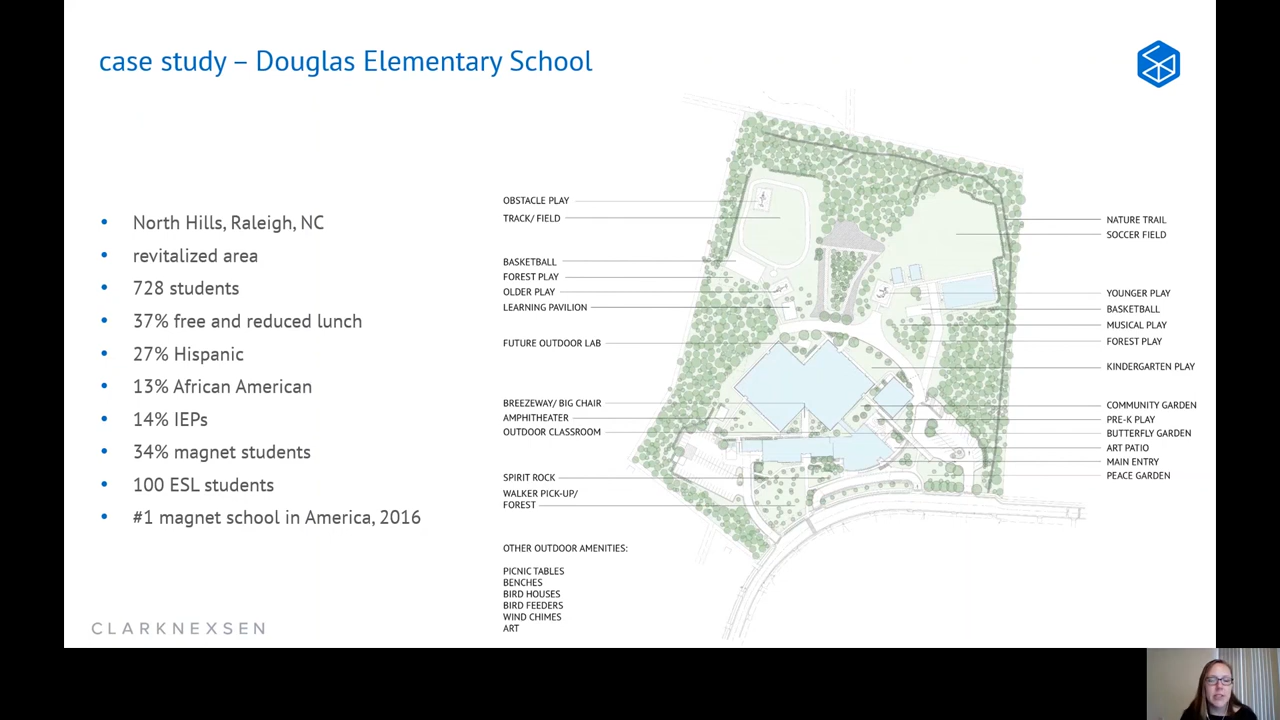 case study – Douglas Elementary School
• North Hills, Raleigh, NC
• revitalized area
• 728 students
• 37% free and reduced lunch
• 27% Hispanic
• 13% African American
• 14% IEPs
• 34% magnet students
• 100 ESL students
• #1 magnet school in America, 2016
OBSTACLE PLAY
TRACK/ FIELD
BASKETBALL
FOREST PLAY
OLDER PLAY
LEARNING PAVILION
FUTURE OUTDOOR LAB
BREEZEWAY/ BIG CHAIR
AMPHITHEATER
OUTDOOR CLASSROOM
SPIRIT ROCK
WALKER PICK-UP/
FOREST
OTHER OUTDOOR AMENITIES:
PICNIC TABLES
BENCHES
BIRD HOUSES
BIRD FEEDERS
WIND CHIMES
ART
NATURE TRAIL
SOCCER FIELD
YOUNGER PLAY
BASKETBALL
MUSICAL PLAY
FOREST PLAY
KINDERGARTEN PLAY
COMMUNITY GARDEN
PRE-K PLAY
BUTTERFLY GARDEN
ART PATIO
MAIN ENTRY
PEACE GARDEN
CLARKNEXSEN